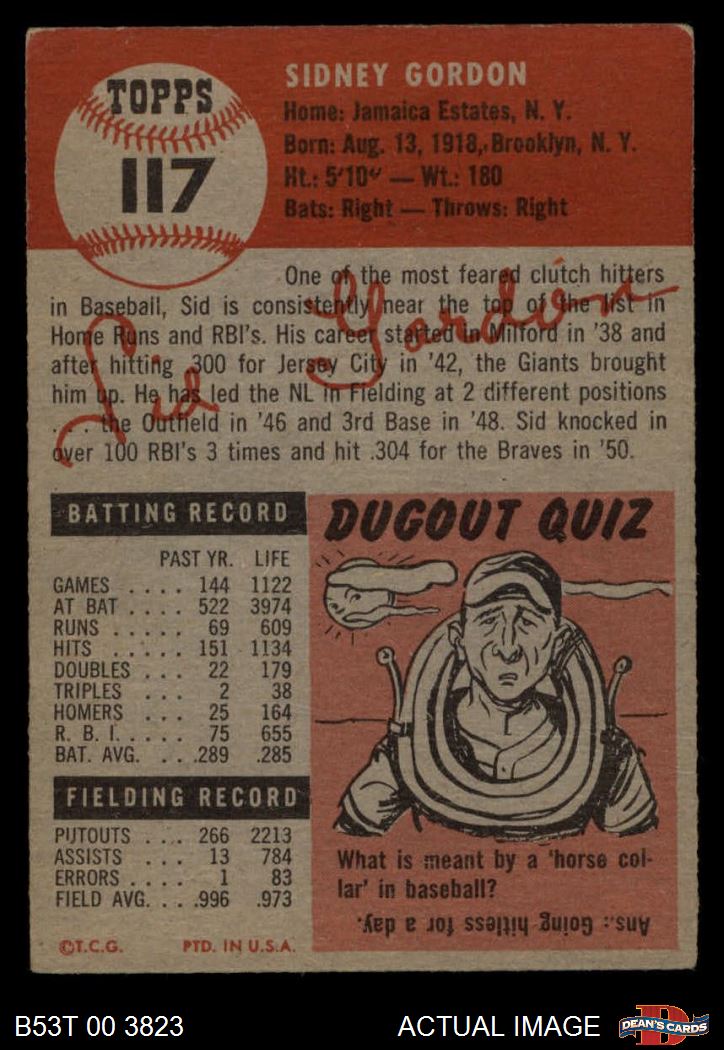 TOPPS
117
SIDNEY GORDON
Home: Jamaica Estates, N. Y.
Born: Aug. 13, 1918, Brooklyn, N. Y.
Ht.: 5'10" — Wt.: 180
Bats: Right — Throws: Right
One of the most feared clutch hitters
in Baseball, Sid is consistently near the top of the list in
Home Runs and RBI's. His career started in Milford in '38 and
after hitting .300 for Jersey City in '42, the Giants brought
him up. He has led the NL in Fielding at 2 different positions
. . . the Outfield in '46 and 3rd Base in '48. Sid knocked in
over 100 RBI's 3 times and hit .304 for the Braves in '50.
Sid Gordon
BATTING RECORD
PAST YR. LIFE
GAMES . . . . 144 1122
AT BAT . . . . 522 3974
RUNS . . . . . 69 609
HITS . . . . . 151 1134
DOUBLES . . . 22 179
TRIPLES . . . 2 38
HOMERS . . . 25 164
R. B. I. . . . . 75 655
BAT. AVG. . . .289 .285
FIELDING RECORD
PUTOUTS . . . 266 2213
ASSISTS . . . 13 784
ERRORS . . . . 1 83
FIELD AVG. . . .996 .973
©T.C.G. PTD. IN U.S.A.
DUGOUT QUIZ
What is meant by a 'horse col-
lar' in baseball?
Ans.: Going hitless for a day.
B53T 00 3823
ACTUAL IMAGE
D
DEAN'S CARDS